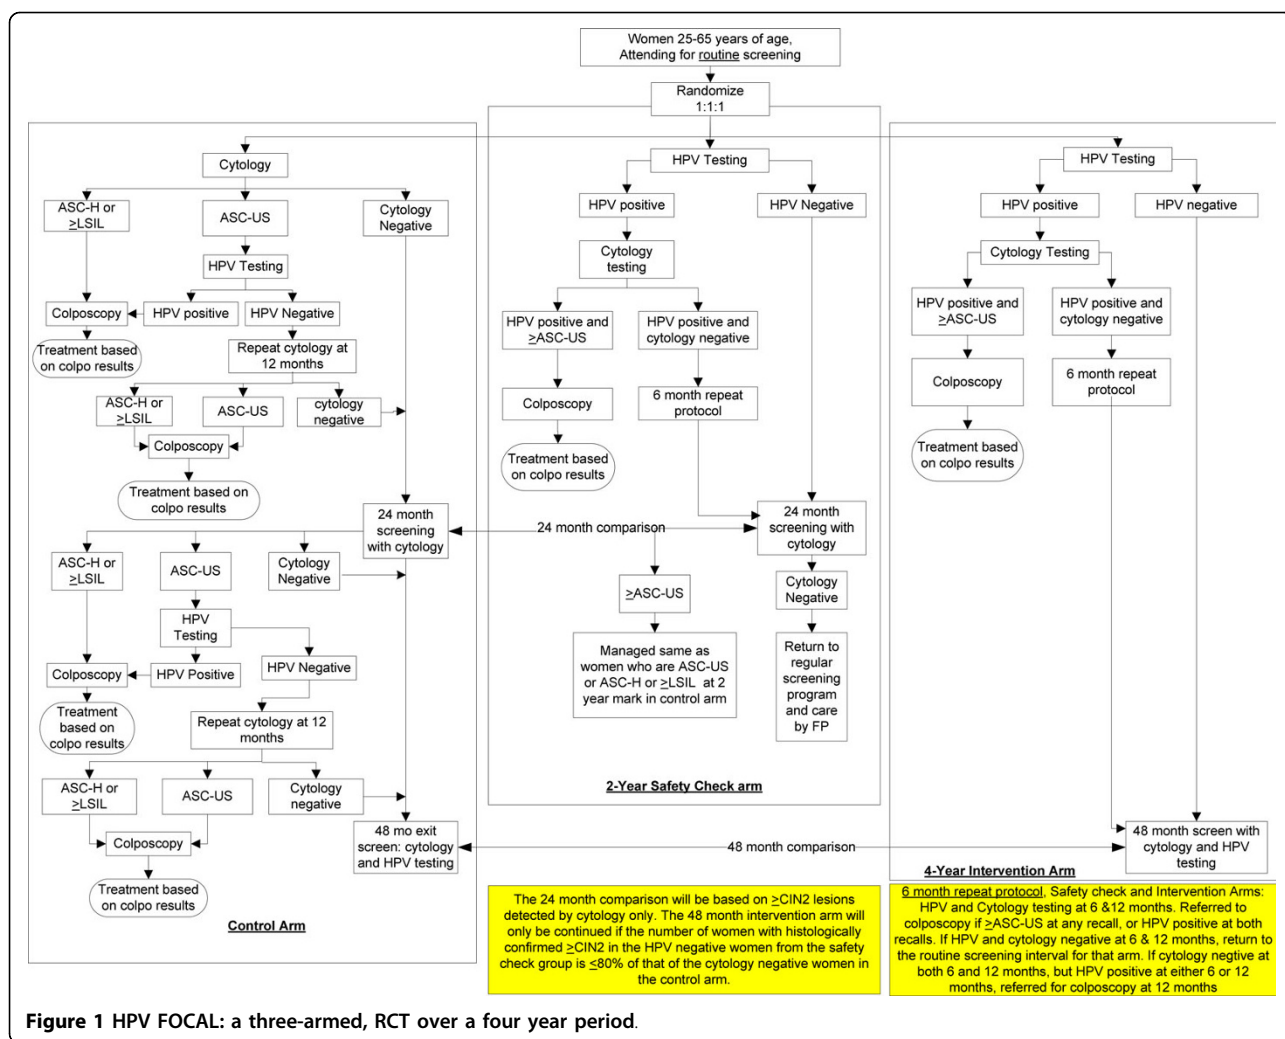 Women 25-65 years of age,
Attending for routine screening
Randomize
1:1:1
Cytology
ASC-H or
≥LSIL
ASC-US
Cytology
Negative
HPV Testing
Colposcopy
HPV positive
HPV Negative
Treatment based
on colpo results
Repeat cytology at
12 months
ASC-H or
≥LSIL
ASC-US
cytology
negative
Colposcopy
Treatment based on
colpo results
24 month
screening
with cytology
ASC-H or
≥LSIL
ASC-US
Cytology
Negative
HPV
Testing
Colposcopy
HPV Positive
HPV Negative
Treatment
based on
colpo results
Repeat cytology at 12
months
ASC-H or
≥LSIL
ASC-US
Cytology
negative
Colposcopy
Treatment based on
colpo results
48 mo exit
screen: cytology
and HPV testing
Control Arm
HPV Testing
HPV positive
HPV Negative
Cytology
testing
HPV positive and
≥ASC-US
HPV positive and
cytology negative
Colposcopy
6 month repeat
protocol
Treatment based
on colpo results
24 month comparison
24 month
screening with
cytology
≥ASC-US
Cytology
Negative
Managed same as
women who are ASC-US
or ASC-H or ≥LSIL at 2
year mark in control arm
Return to
regular
screening
program
and care
by FP
2-Year Safety Check arm
HPV Testing
HPV positive
HPV negative
Cytology Testing
HPV positive and
≥ASC-US
HPV positive and
cytology negative
Colposcopy
6 month repeat
protocol
Treatment based
on colpo results
48 month comparison
48 month screen with
cytology and HPV
testing
4-Year Intervention Arm
The 24 month comparison will be based on ≥CIN2 lesions
detected by cytology only. The 48 month intervention arm will
only be continued if the number of women with histologically
confirmed ≥CIN2 in the HPV negative women from the safety
check group is ≤80% of that of the cytology negative women in
the control arm.
6 month repeat protocol, Safety check and Intervention Arms:
HPV and Cytology testing at 6 &12 months. Referred to
colposcopy if ≥ASC-US at any recall, or HPV positive at both
recalls. If HPV and cytology negative at 6 & 12 months, return to
the routine screening interval for that arm. If cytology negtive at
both 6 and 12 months, but HPV positive at either 6 or 12
months, referred for colposcopy at 12 months
Figure 1 HPV FOCAL: a three-armed, RCT over a four year period.